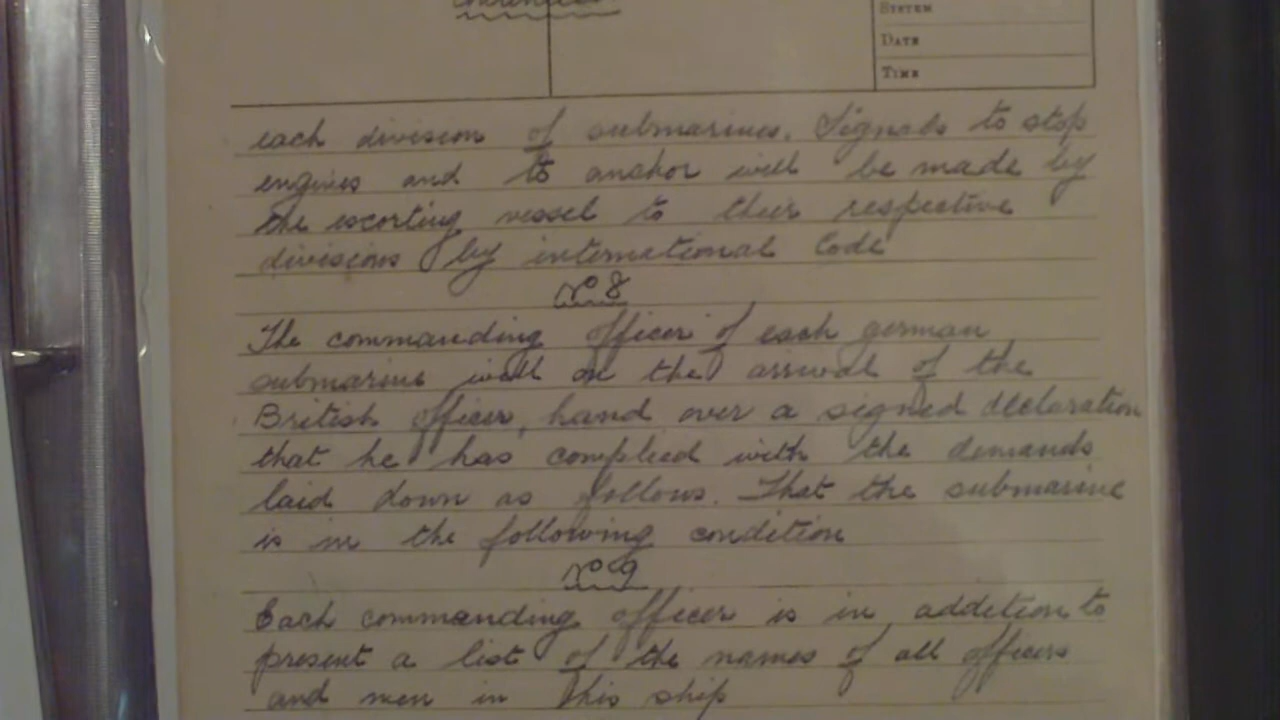 System
Date
Time
each division of submarines. Signals to stop
engines and to anchor will be made by
the escorting vessel to their respective
divisions by international Code
No 8
The commanding officer of each german
submarine will on the arrival of the
British officer, hand over a signed declaration
that he has complied with the demands
laid down as follows. That the submarine
is in the following condition
No 9
Each commanding officer is in addition to
present a list of the names of all officers
and men in this ship